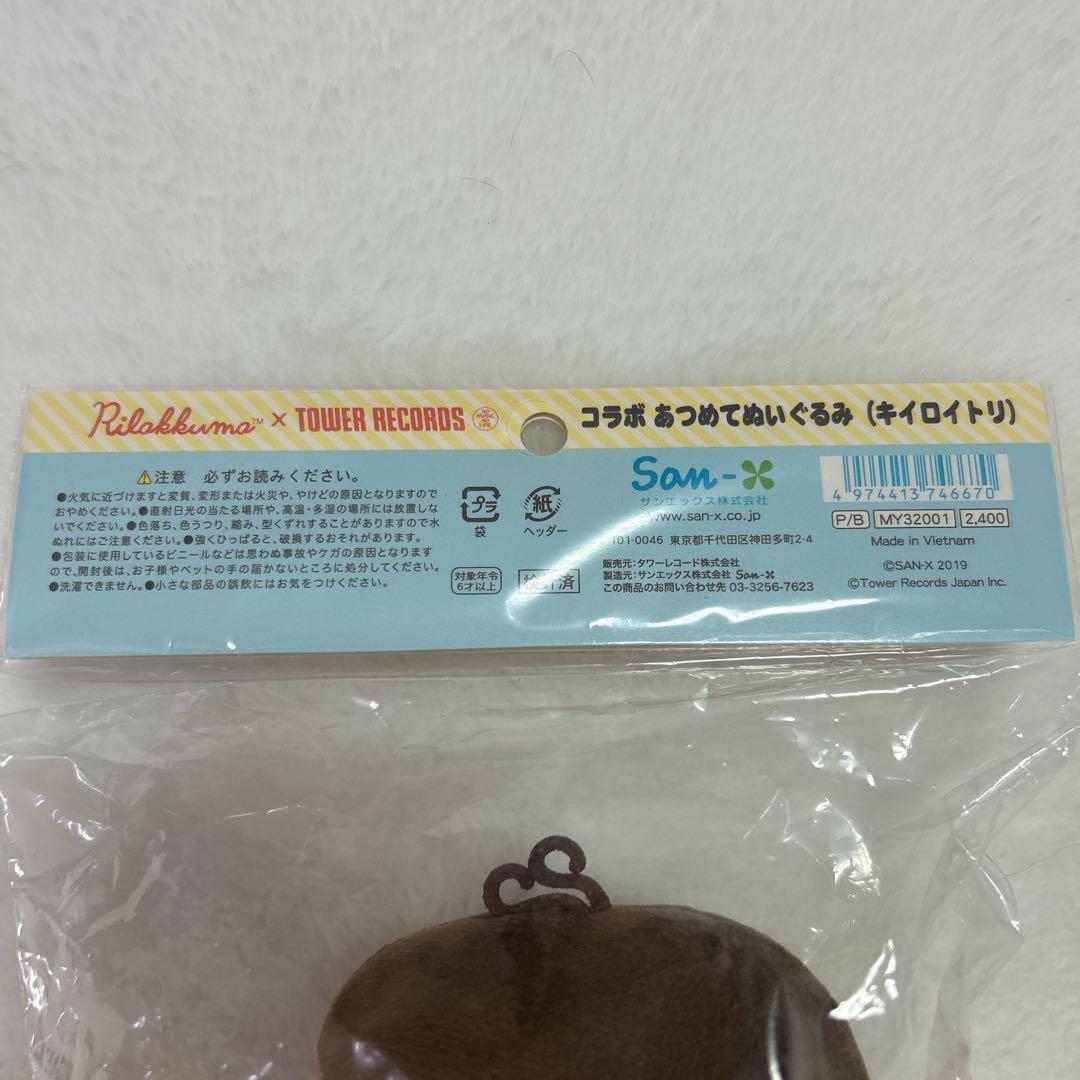 Rilakkuma™ × TOWER RECORDS NO MUSIC, NO LIFE. コラボ あつめてぬいぐるみ（キイロイトリ）
⚠注意 必ずお読みください。
●火気に近づけますと変質、変形または火災や、やけどの原因となりますので
おやめください。●直射日光の当たる場所や、高温・多湿の場所には放置しな
いでください。●色落ち、色うつり、縮み、型くずれすることがありますので水
ぬれにはご注意ください。●強くひっぱると、破損するおそれがあります。
●包装に使用しているビニールなどは思わぬ事故やケガの原因となりますの
で、開封後は、お子様やペットの手の届かないところに処分してください。
●洗濯できません。●小さな部品の誤飲にはお気をつけください。
プラ
袋
紙
ヘッダー
対象年令
6才以上
検針済
San-X
サンエックス株式会社
www.san-x.co.jp
101-0046 東京都千代田区神田多町2-4
販売元：タワーレコード株式会社
製造元：サンエックス株式会社 San-X
この商品のお問い合わせ先 03-3256-7623
4 974413 746670
P/B MY32001 2,400
Made in Vietnam
©SAN-X 2019
©Tower Records Japan Inc.